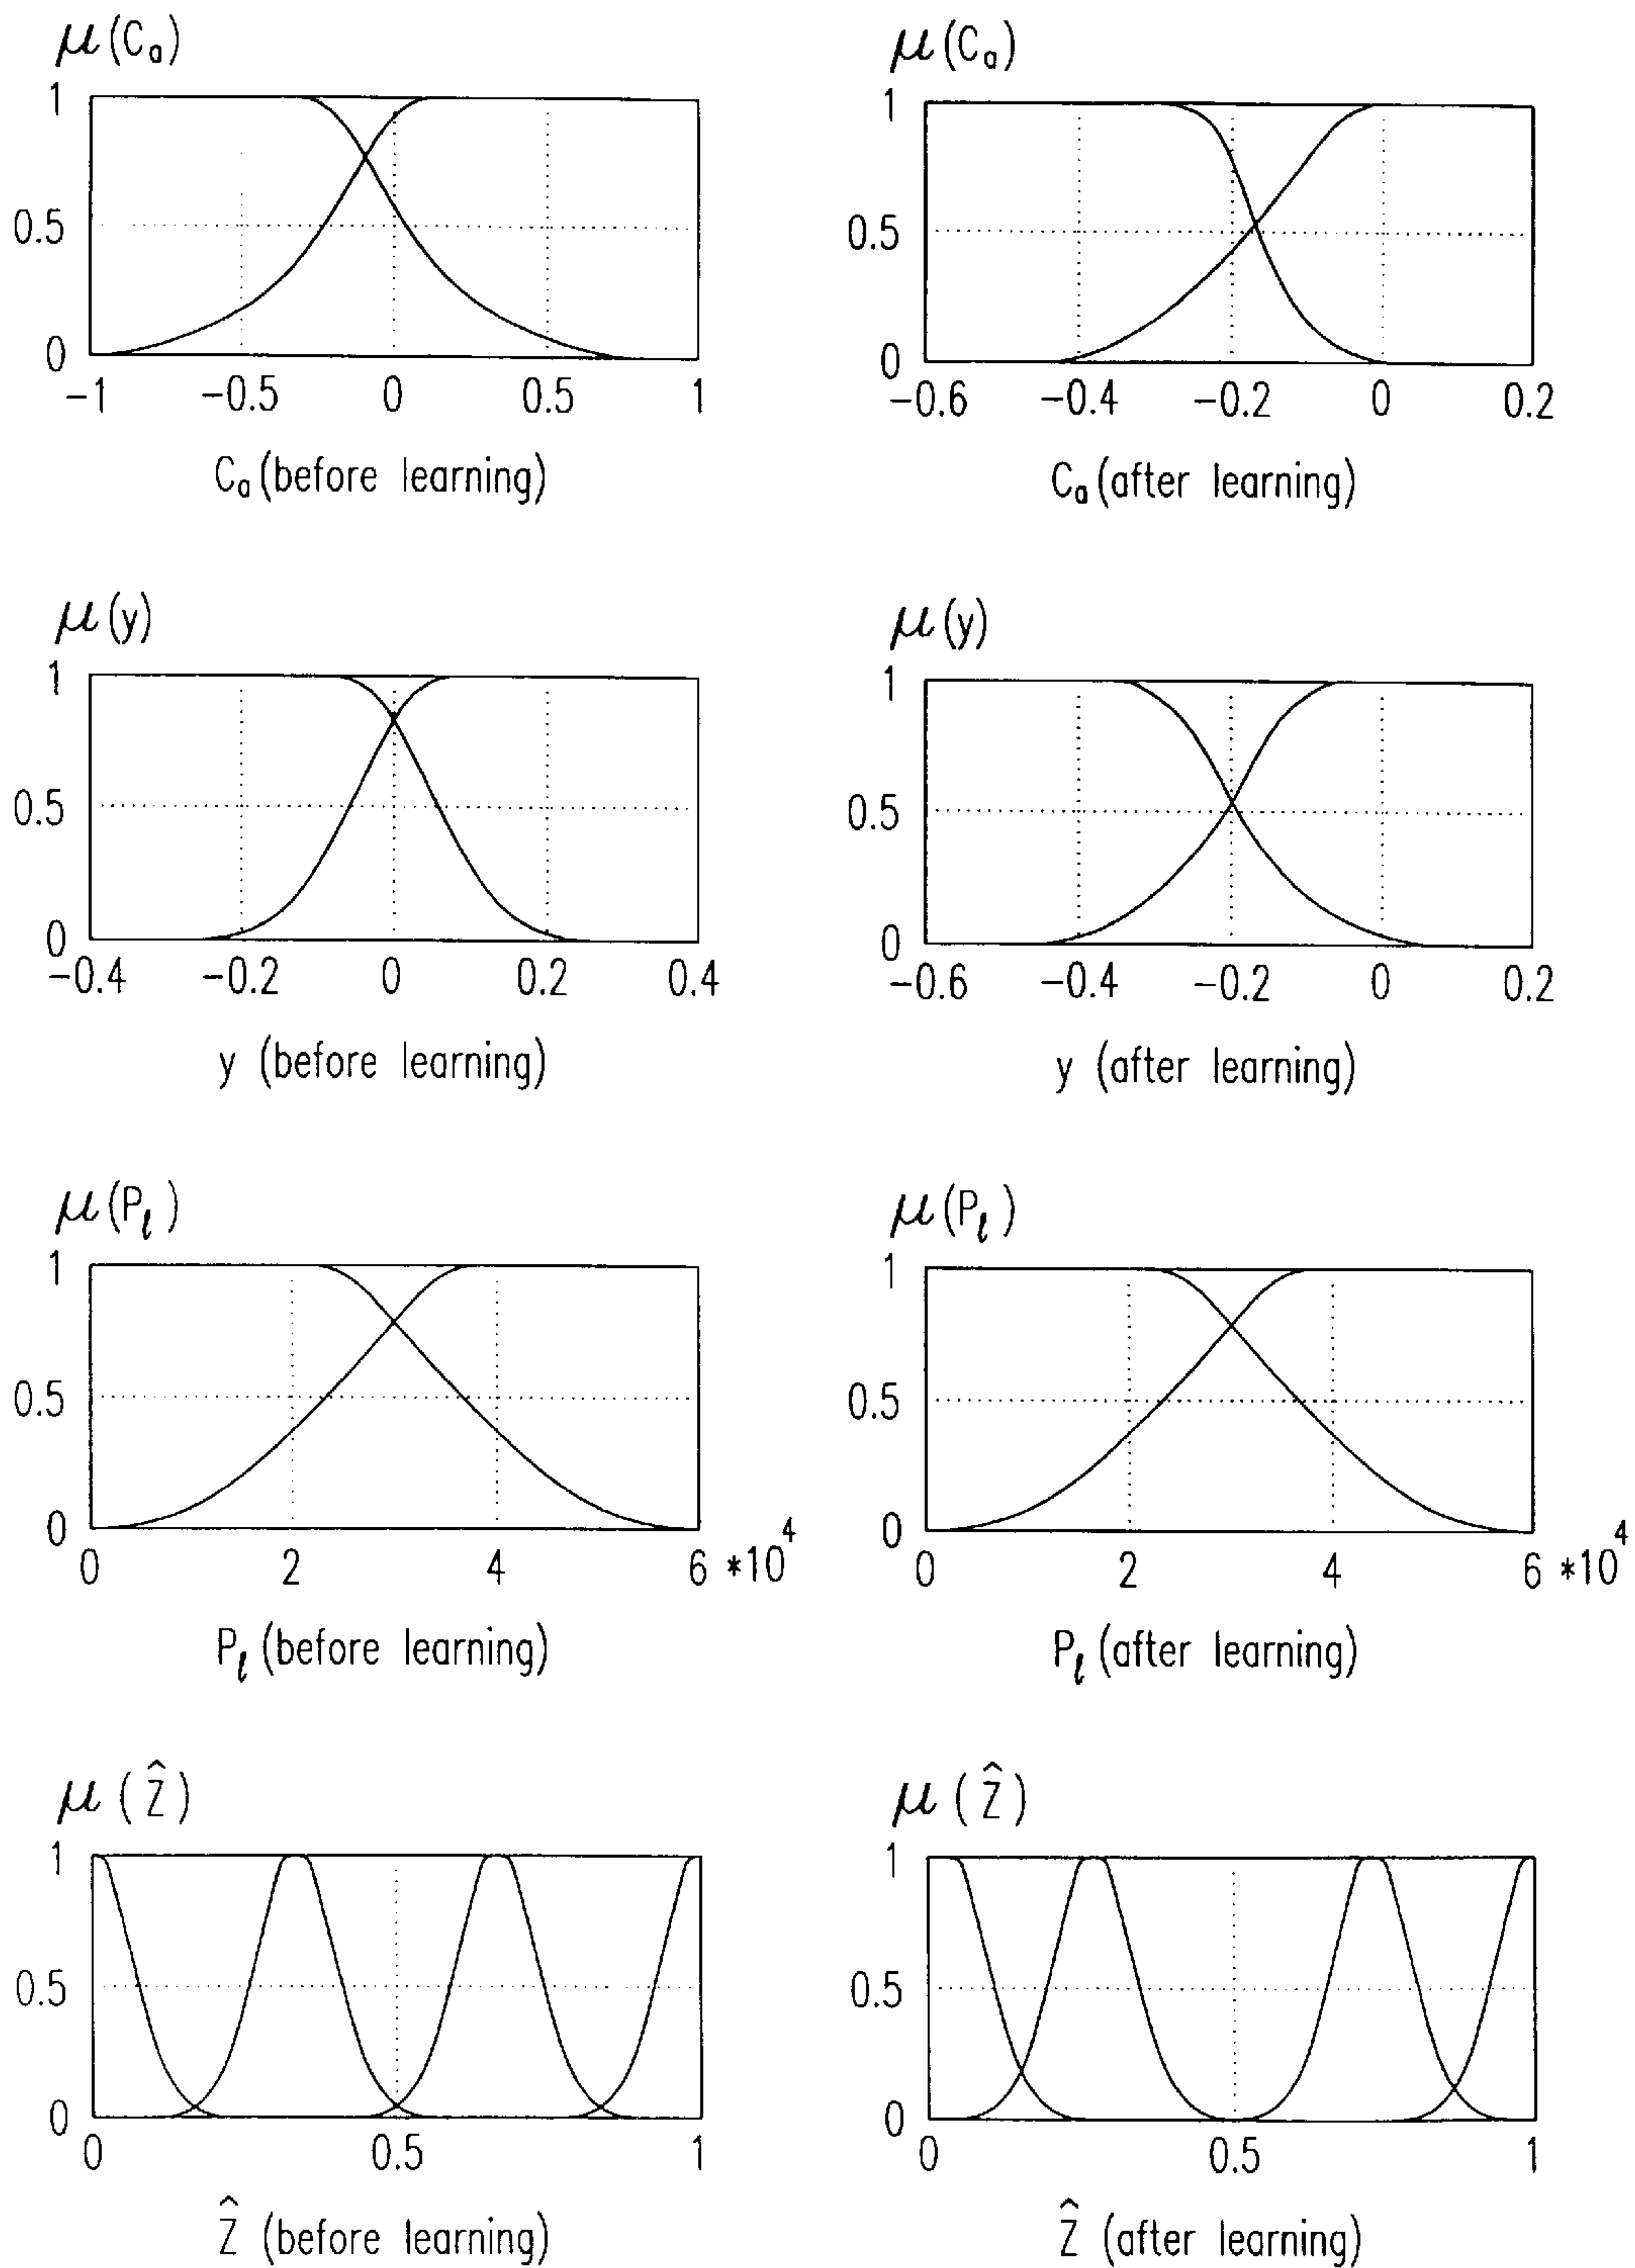 μ(Ca) μ(Ca)
1 1
0.5 0.5
0 0
-1 -0.5 0 0.5 1 -0.6 -0.4 -0.2 0 0.2
Ca (before learning) Ca (after learning)
μ(y) μ(y)
1 1
0.5 0.5
0 0
-0.4 -0.2 0 0.2 0.4 -0.6 -0.4 -0.2 0 0.2
y (before learning) y (after learning)
μ(Pℓ) μ(Pℓ)
1 1
0.5 0.5
0 0
0 2 4 6 *10⁴ 0 2 4 6 *10⁴
Pℓ (before learning) Pℓ (after learning)
μ(Ẑ) μ(Ẑ)
1 1
0.5 0.5
0 0
0 0.5 1 0 0.5 1
Ẑ (before learning) Ẑ (after learning)